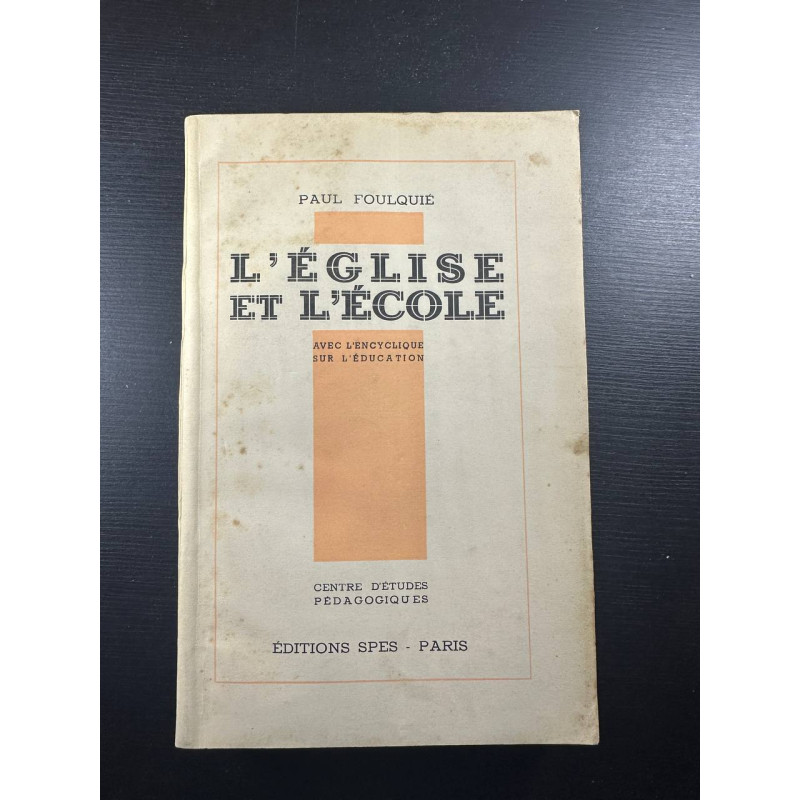 PAUL FOULQUIÉ
L'ÉGLISE
ET L'ÉCOLE
AVEC L'ENCYCLIQUE
SUR L'ÉDUCATION
CENTRE D'ÉTUDES
PÉDAGOGIQUES
ÉDITIONS SPES - PARIS